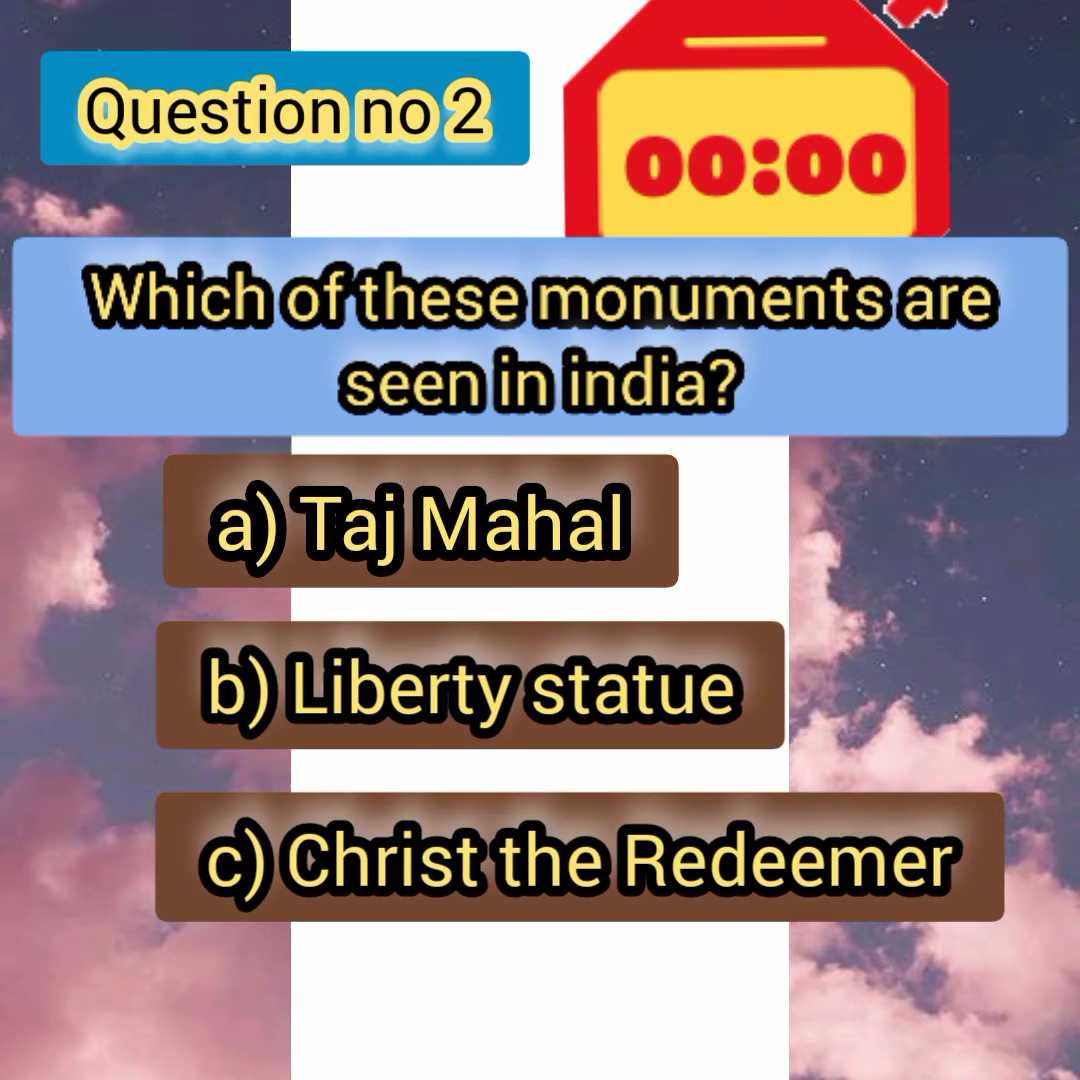 Question no 2
00:00
Which of these monuments are
seen in india?
a) Taj Mahal
b) Liberty statue
c) Christ the Redeemer